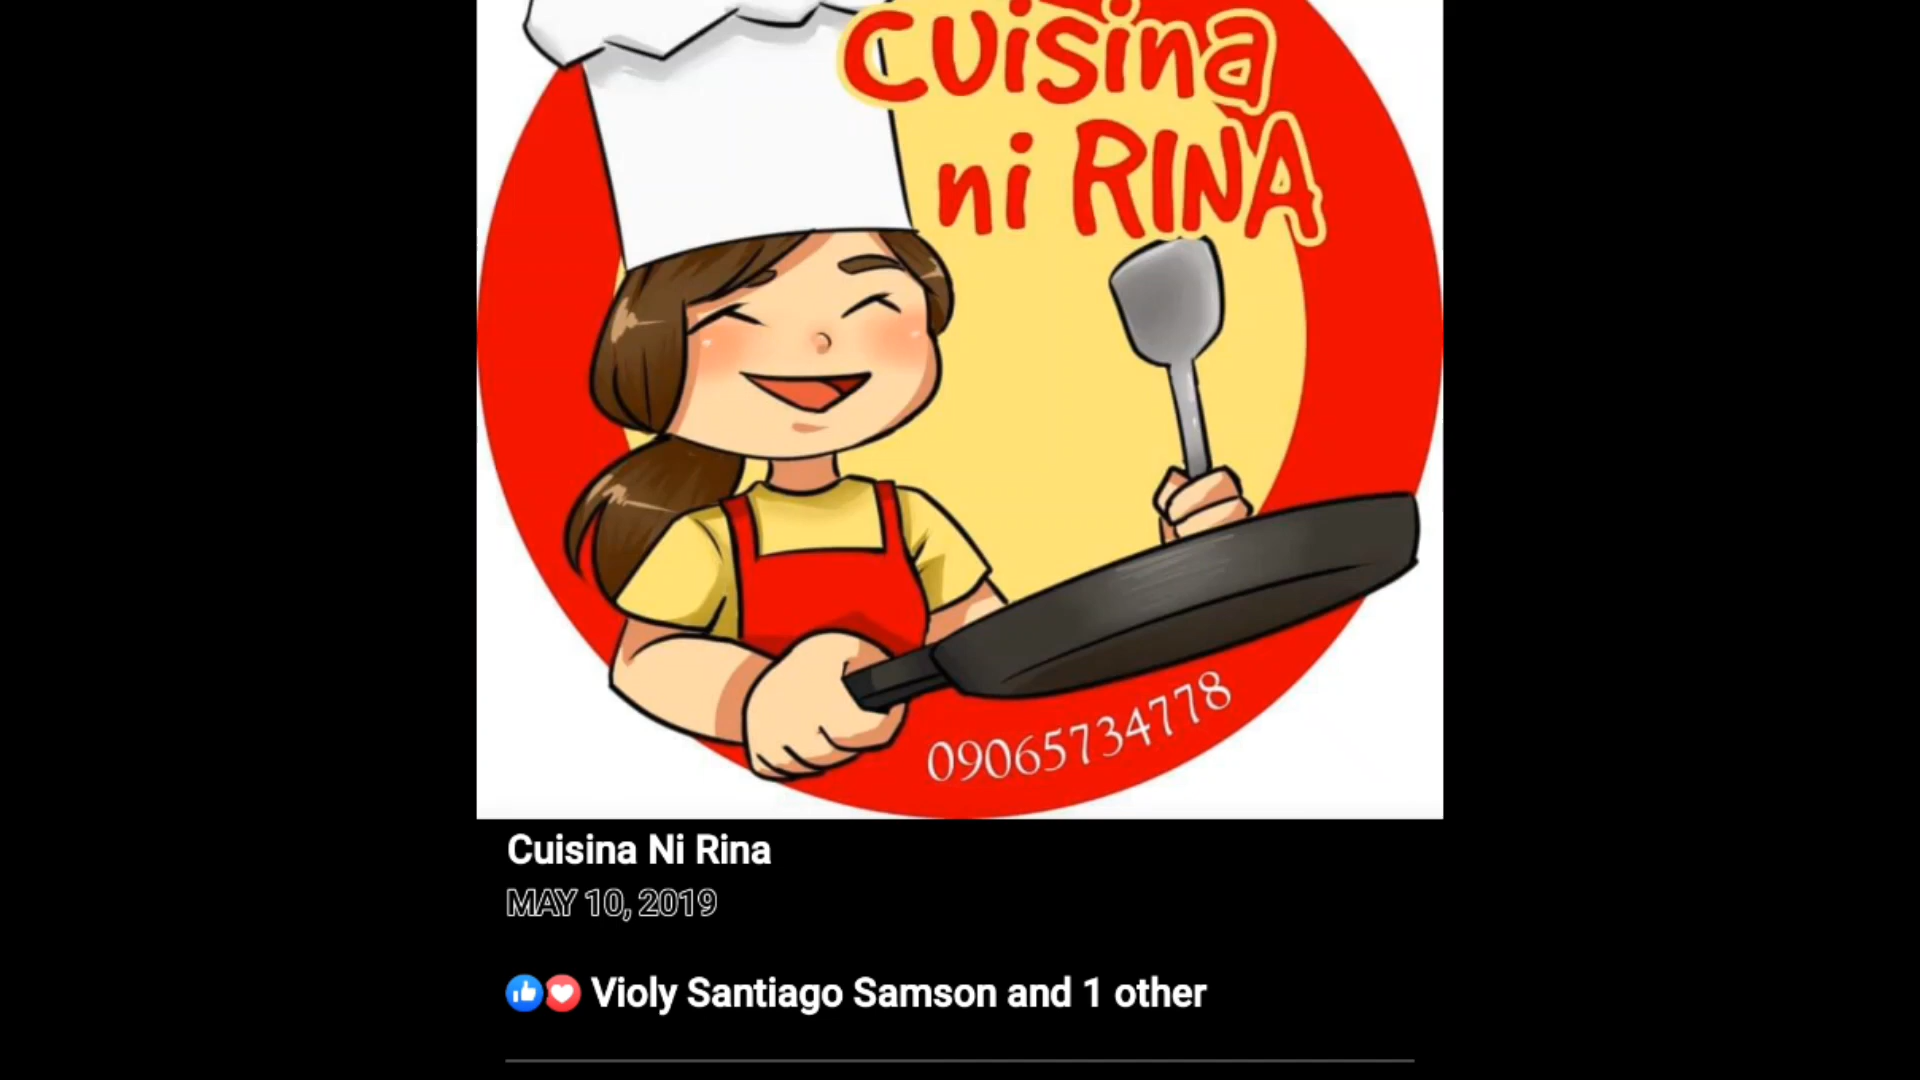 Cuisina
ni RINA
09065734778
Cuisina Ni Rina
MAY 10, 2019
Violy Santiago Samson and 1 other